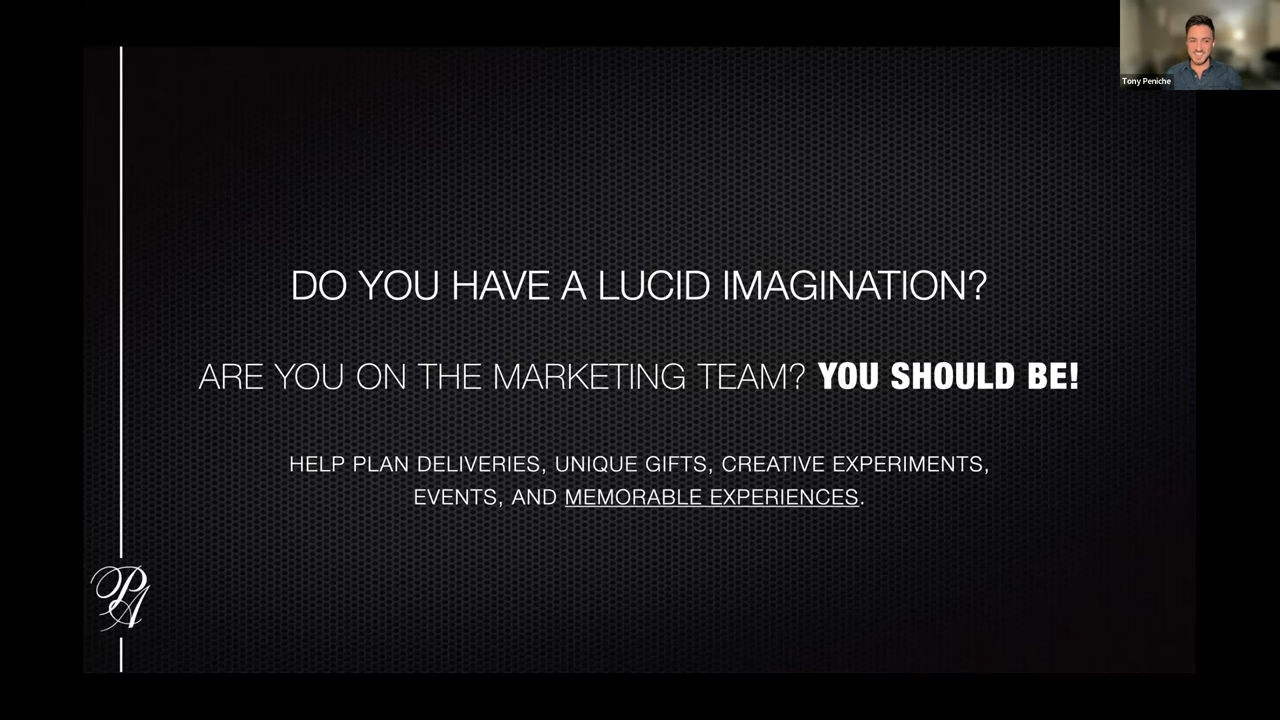 Tony Peniche
DO YOU HAVE A LUCID IMAGINATION?
ARE YOU ON THE MARKETING TEAM? YOU SHOULD BE!
HELP PLAN DELIVERIES, UNIQUE GIFTS, CREATIVE EXPERIMENTS,
EVENTS, AND MEMORABLE EXPERIENCES.
PA